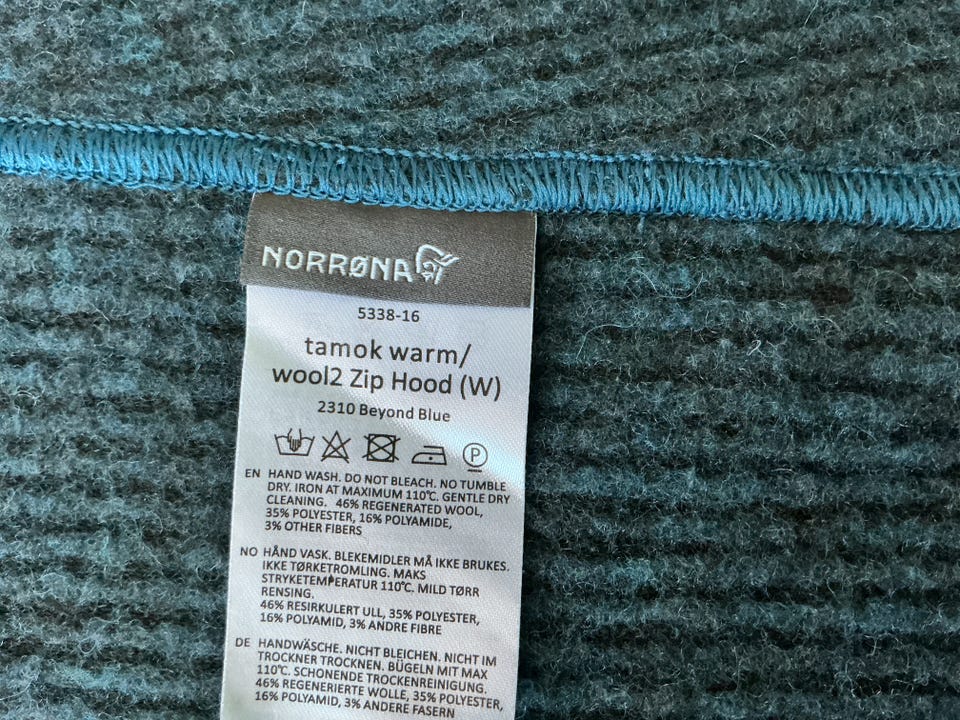 NORRØNA
5338-16
tamok warm/
wool2 Zip Hood (W)
2310 Beyond Blue
P
EN HAND WASH. DO NOT BLEACH. NO TUMBLE
DRY. IRON AT MAXIMUM 110℃. GENTLE DRY
CLEANING. 46% REGENERATED WOOL,
35% POLYESTER, 16% POLYAMIDE,
3% OTHER FIBERS
NO HÅND VASK. BLEKEMIDLER MÅ IKKE BRUKES.
IKKE TØRKETROMLING. MAKS
STRYKETEMPERATUR 110℃. MILD TØRR
RENSING.
46% RESIRKULERT ULL, 35% POLYESTER,
16% POLYAMID, 3% ANDRE FIBRE
DE HANDWÄSCHE. NICHT BLEICHEN. NICHT IM
TROCKNER TROCKNEN. BÜGELN MIT MAX
110℃. SCHONENDE TROCKENREINIGUNG.
46% REGENERIERTE WOLLE, 35% POLYESTER,
16% POLYAMID, 3% ANDERE FASERN